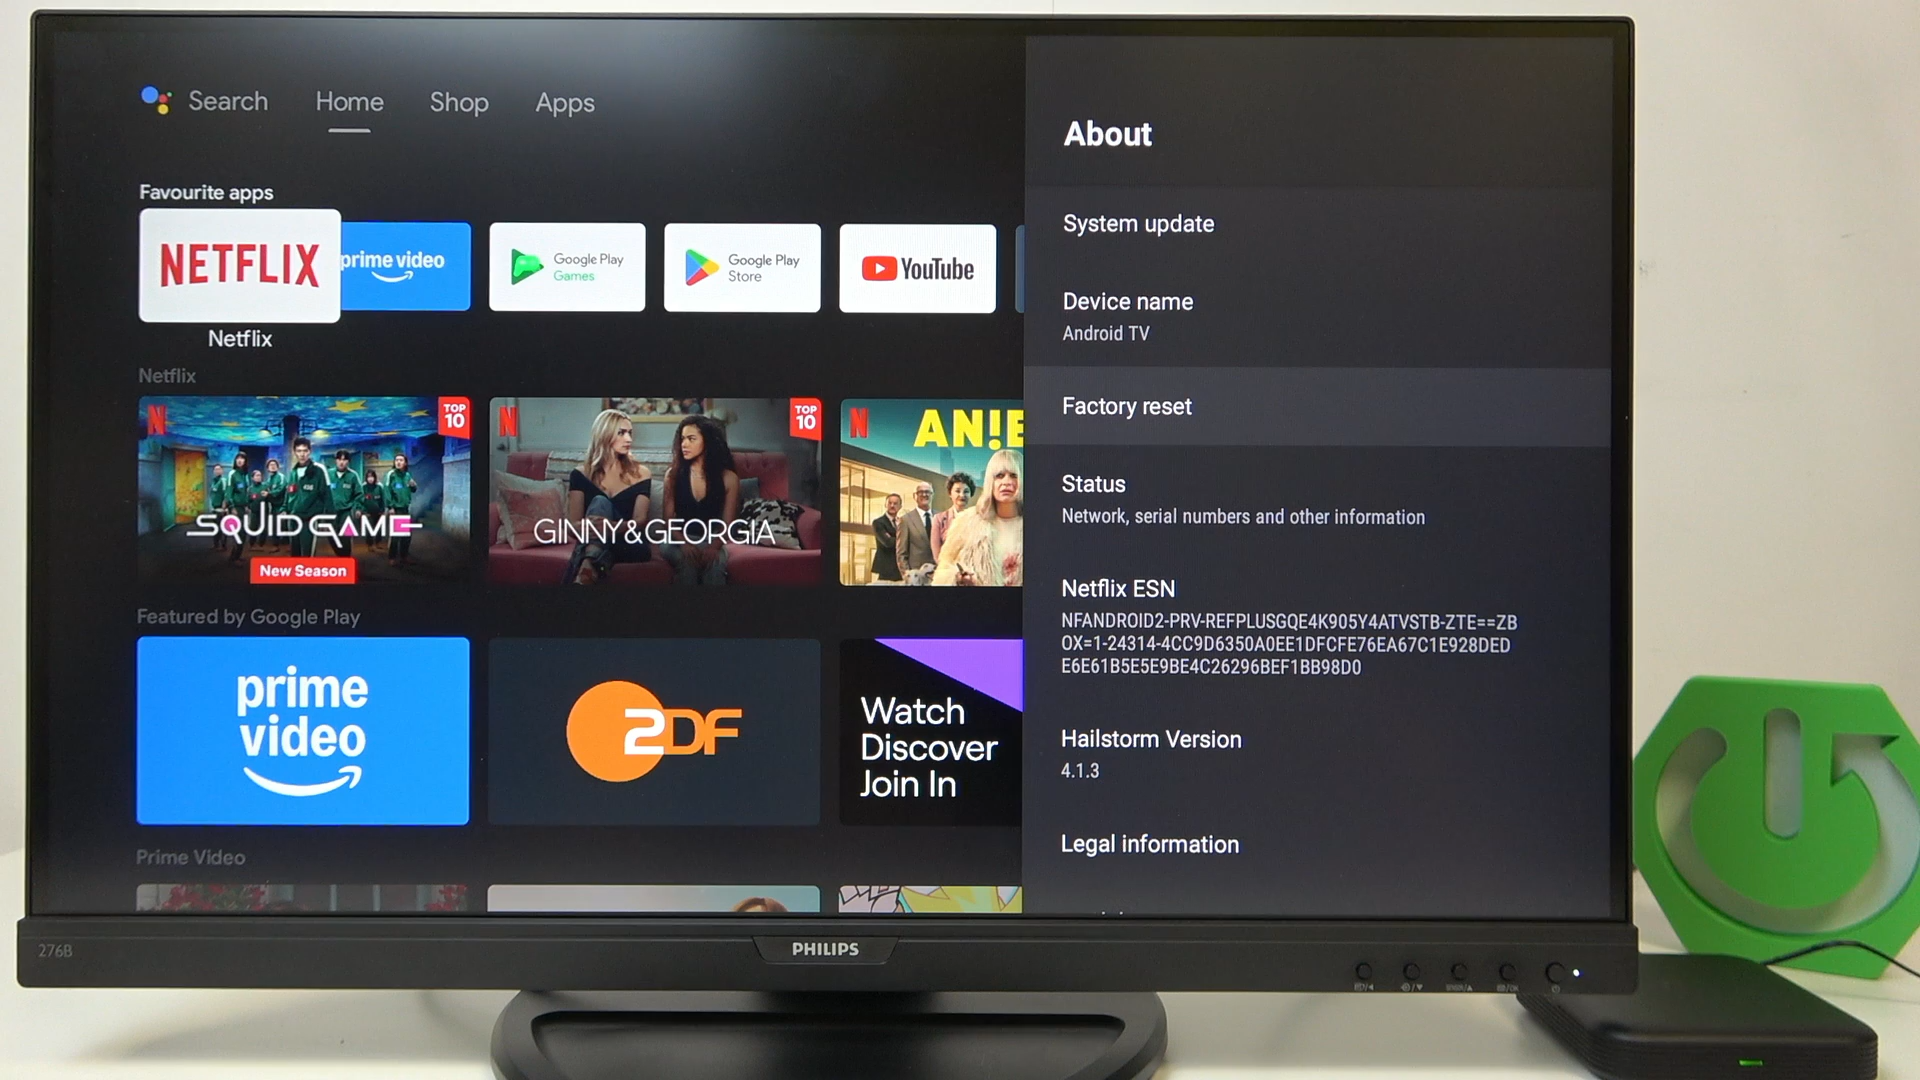 Search Home Shop Apps
Favourite apps
NETFLIX
prime video
Google Play
Games
Google Play
Store
YouTube
Netflix
Netflix
N
TOP
10
SQUID GAME
New Season
N
TOP
10
GINNY & GEORGIA
N
Featured by Google Play
prime
video
ZDF
Watch
Discover
Join In
Prime Video
About
System update
Device name
Android TV
Factory reset
Status
Network, serial numbers and other information
Netflix ESN
NFANDROID2-PRV-REFPLUSGQE4K905Y4ATVSTB-ZTE==ZB
OX=1-24314-4CC9D6350A0EE1DFCFE76EA67C1E928DED
E6E61B5E5E9BE4C26296BEF1BB98D0
Hailstorm Version
4.1.3
Legal information
276B
PHILIPS